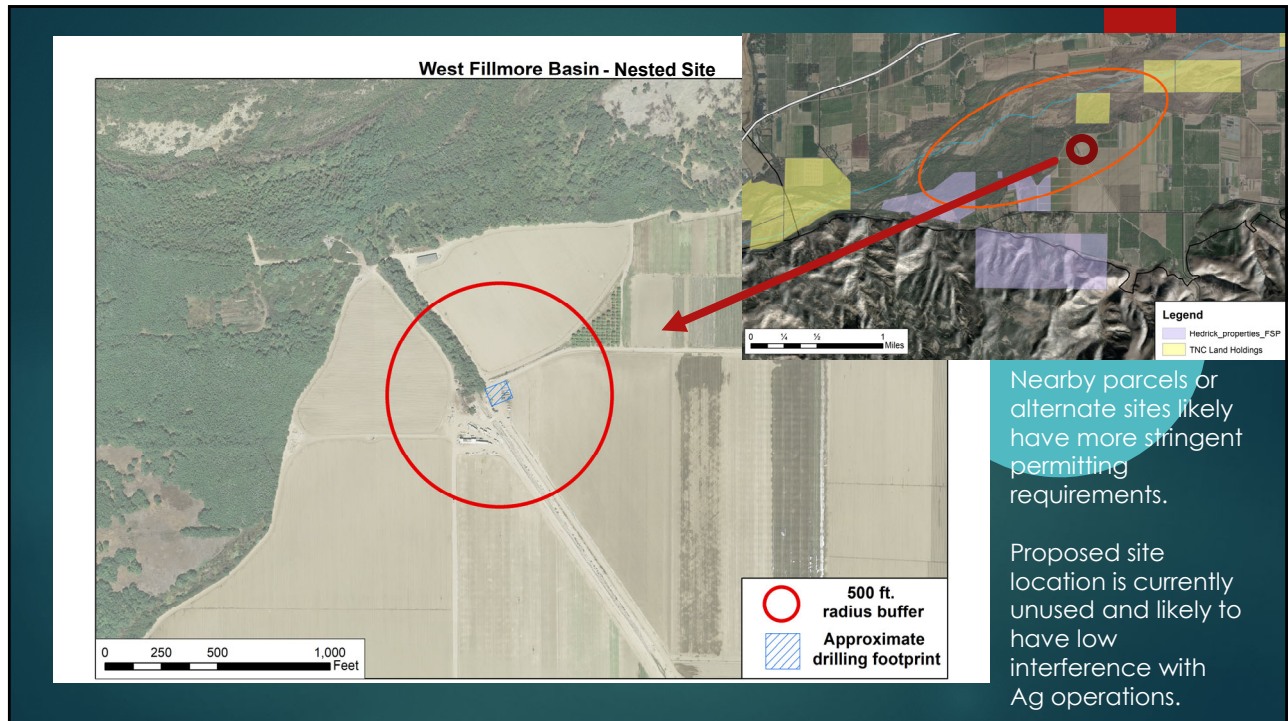 West Fillmore Basin - Nested Site
0 250 500 1,000
Feet
500 ft.
radius buffer
Approximate
drilling footprint
0 ¼ ½ 1
Miles
Legend
Hedrick_properties_FSP
TNC Land Holdings
Nearby parcels or
alternate sites likely
have more stringent
permitting
requirements.
Proposed site
location is currently
unused and likely to
have low
interference with
Ag operations.